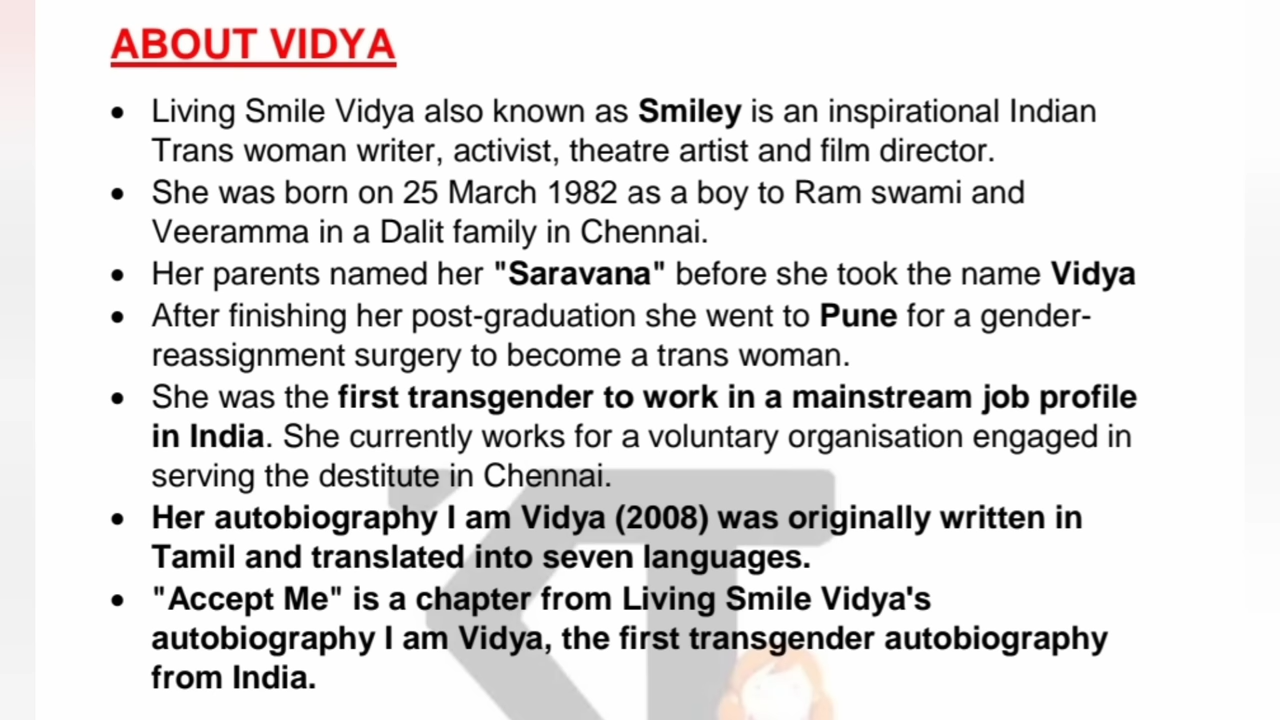 ABOUT VIDYA
• Living Smile Vidya also known as Smiley is an inspirational Indian
Trans woman writer, activist, theatre artist and film director.
• She was born on 25 March 1982 as a boy to Ram swami and
Veeramma in a Dalit family in Chennai.
• Her parents named her "Saravana" before she took the name Vidya
• After finishing her post-graduation she went to Pune for a gender-
reassignment surgery to become a trans woman.
• She was the first transgender to work in a mainstream job profile
in India. She currently works for a voluntary organisation engaged in
serving the destitute in Chennai.
• Her autobiography I am Vidya (2008) was originally written in
Tamil and translated into seven languages.
• "Accept Me" is a chapter from Living Smile Vidya's
autobiography I am Vidya, the first transgender autobiography
from India.